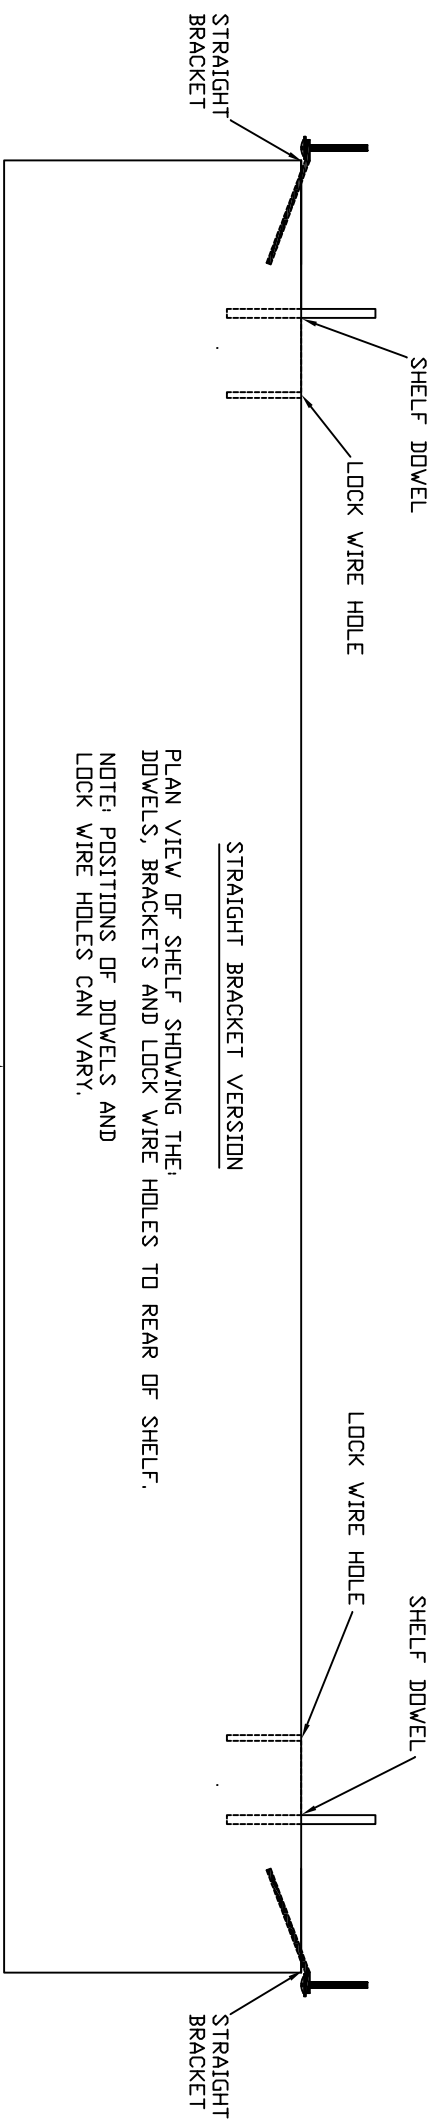 STRAIGHT
BRACKET
SHELF DOWEL
LOCK WIRE HOLE
LOCK WIRE HOLE
SHELF DOWEL
STRAIGHT
BRACKET
STRAIGHT BRACKET VERSION
PLAN VIEW OF SHELF SHOWING THE:
DOWELS, BRACKETS AND LOCK WIRE HOLES TO REAR OF SHELF.
NOTE: POSITIONS OF DOWELS AND
LOCK WIRE HOLES CAN VARY.